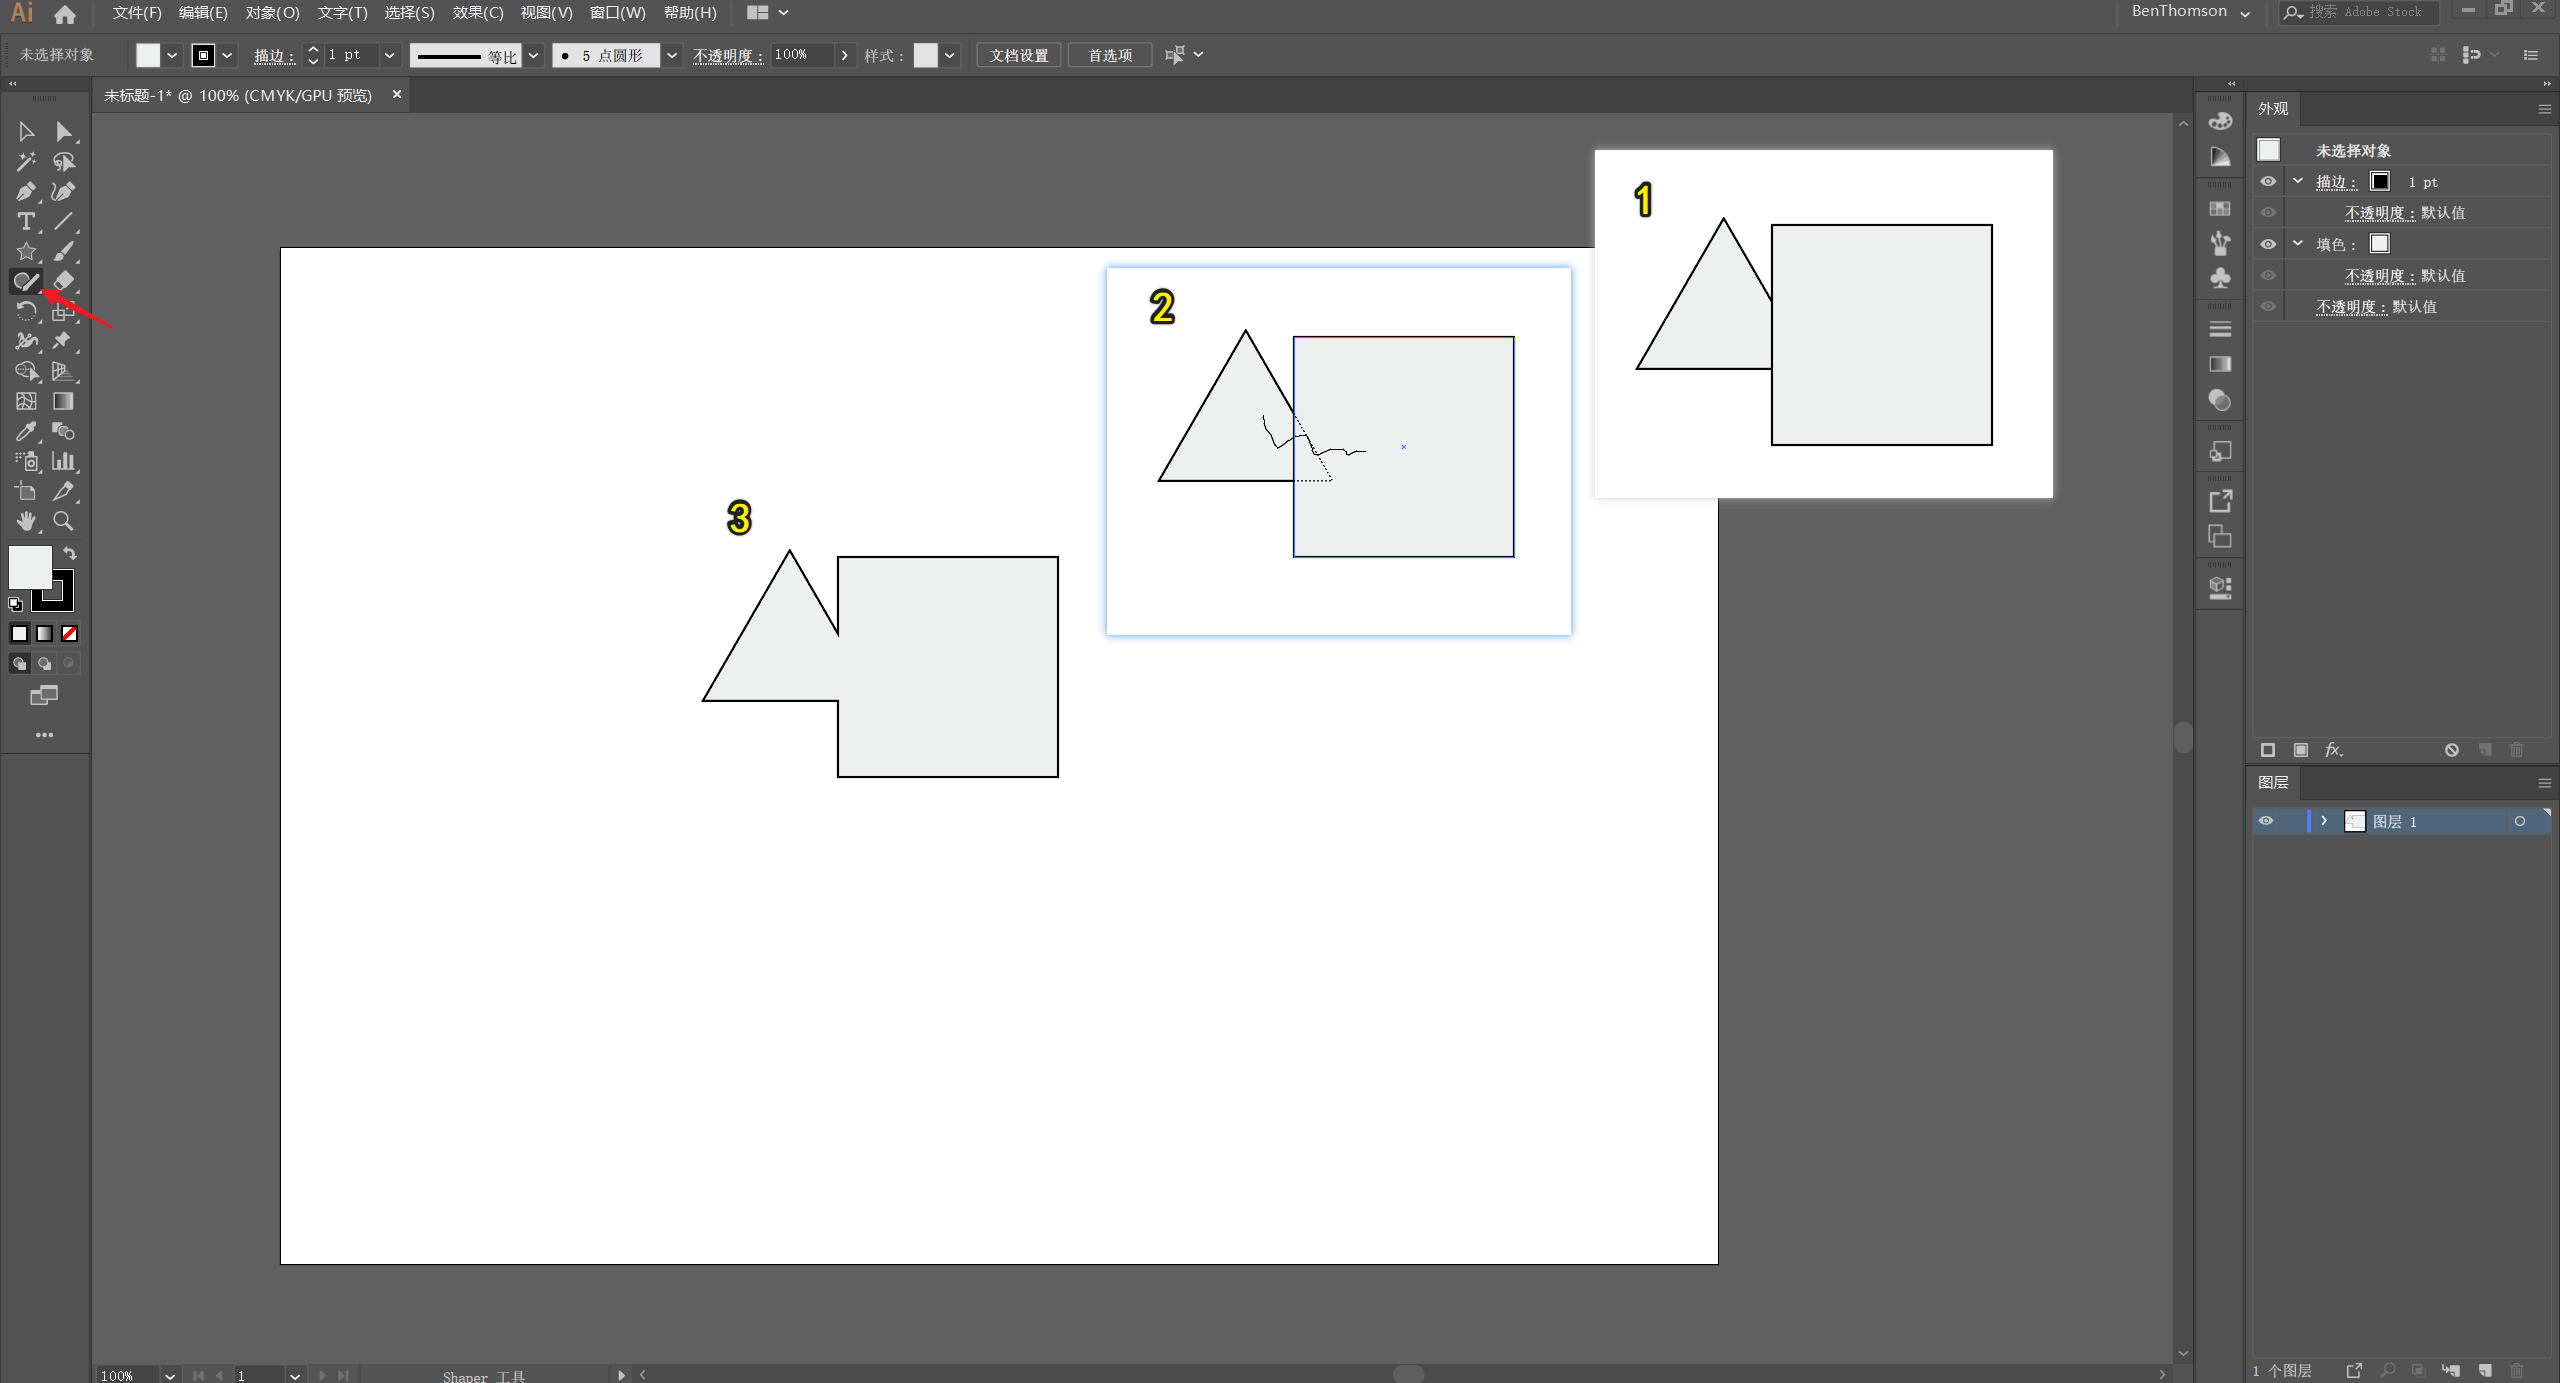 Ai 文件(F) 编辑(E) 对象(O) 文字(T) 选择(S) 效果(C) 视图(V) 窗口(W) 帮助(H) BenThomson 搜索 Adobe Stock
未选择对象 描边： 1 pt 等比 5 点圆形 不透明度： 100% 样式： 文档设置 首选项
未标题-1* @ 100% (CMYK/GPU 预览) ×
外观
未选择对象
描边： 1 pt
不透明度：默认值
填色：
不透明度：默认值
不透明度：默认值
1
2
3
fx.
图层
图层 1
1 个图层
100% 1 Shaper 工具